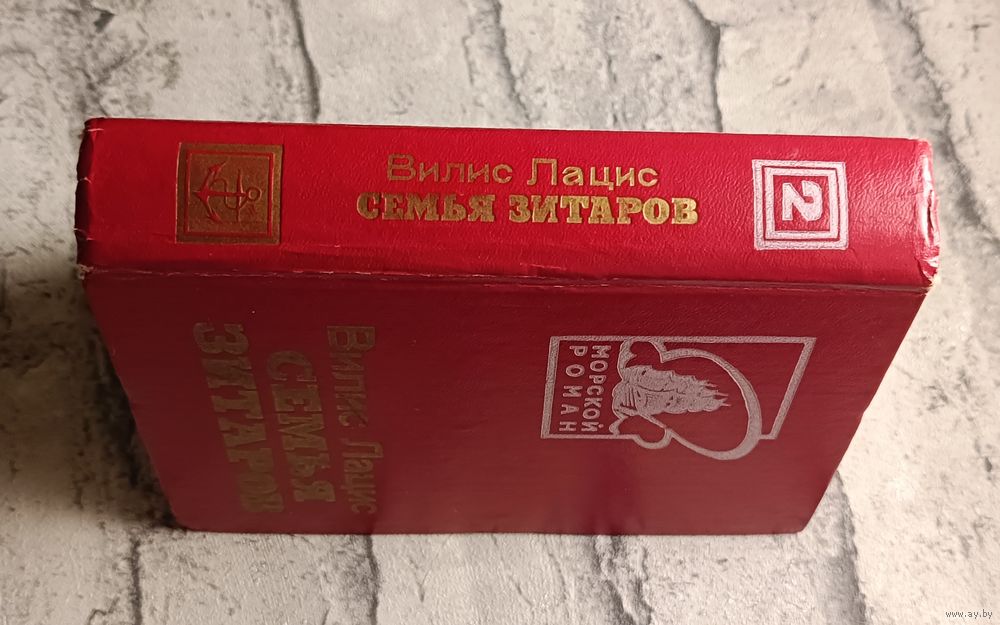 Вилис Лацис
СЕМЬЯ ЗИТАРОВ
2
Вилис Лацис
СЕМЬЯ
ЗИТАРОВ
МОРСКОЙ
РОМАН
www.ay.by